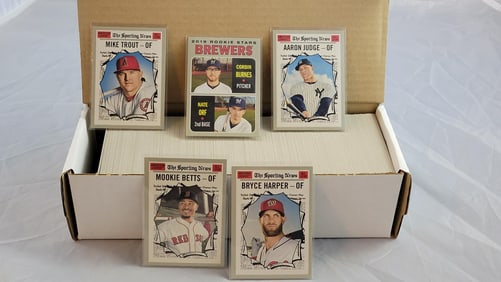 The Sporting News
MIKE TROUT - OF
2019 ROOKIE STARS
BREWERS
CORBIN
BURNES
PITCHER
NATE
ORF
2nd BASE
The Sporting News
AARON JUDGE - OF
The Sporting News
MOOKIE BETTS - OF
RED S
The Sporting News
BRYCE HARPER - OF